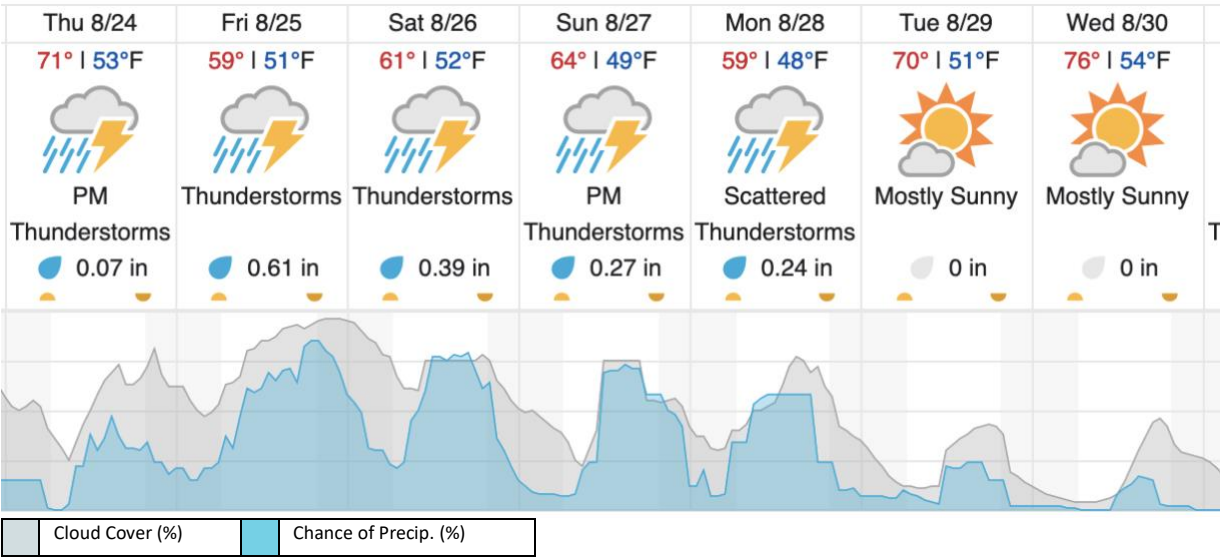 Thu 8/24 Fri 8/25 Sat 8/26 Sun 8/27 Mon 8/28 Tue 8/29 Wed 8/30
71° | 53°F 59° | 51°F 61° | 52°F 64° | 49°F 59° | 48°F 70° | 51°F 76° | 54°F
PM Thunderstorms Thunderstorms PM Scattered Mostly Sunny Mostly Sunny
Thunderstorms Thunderstorms Thunderstorms T
0.07 in 0.61 in 0.39 in 0.27 in 0.24 in 0 in 0 in
Cloud Cover (%) Chance of Precip. (%)